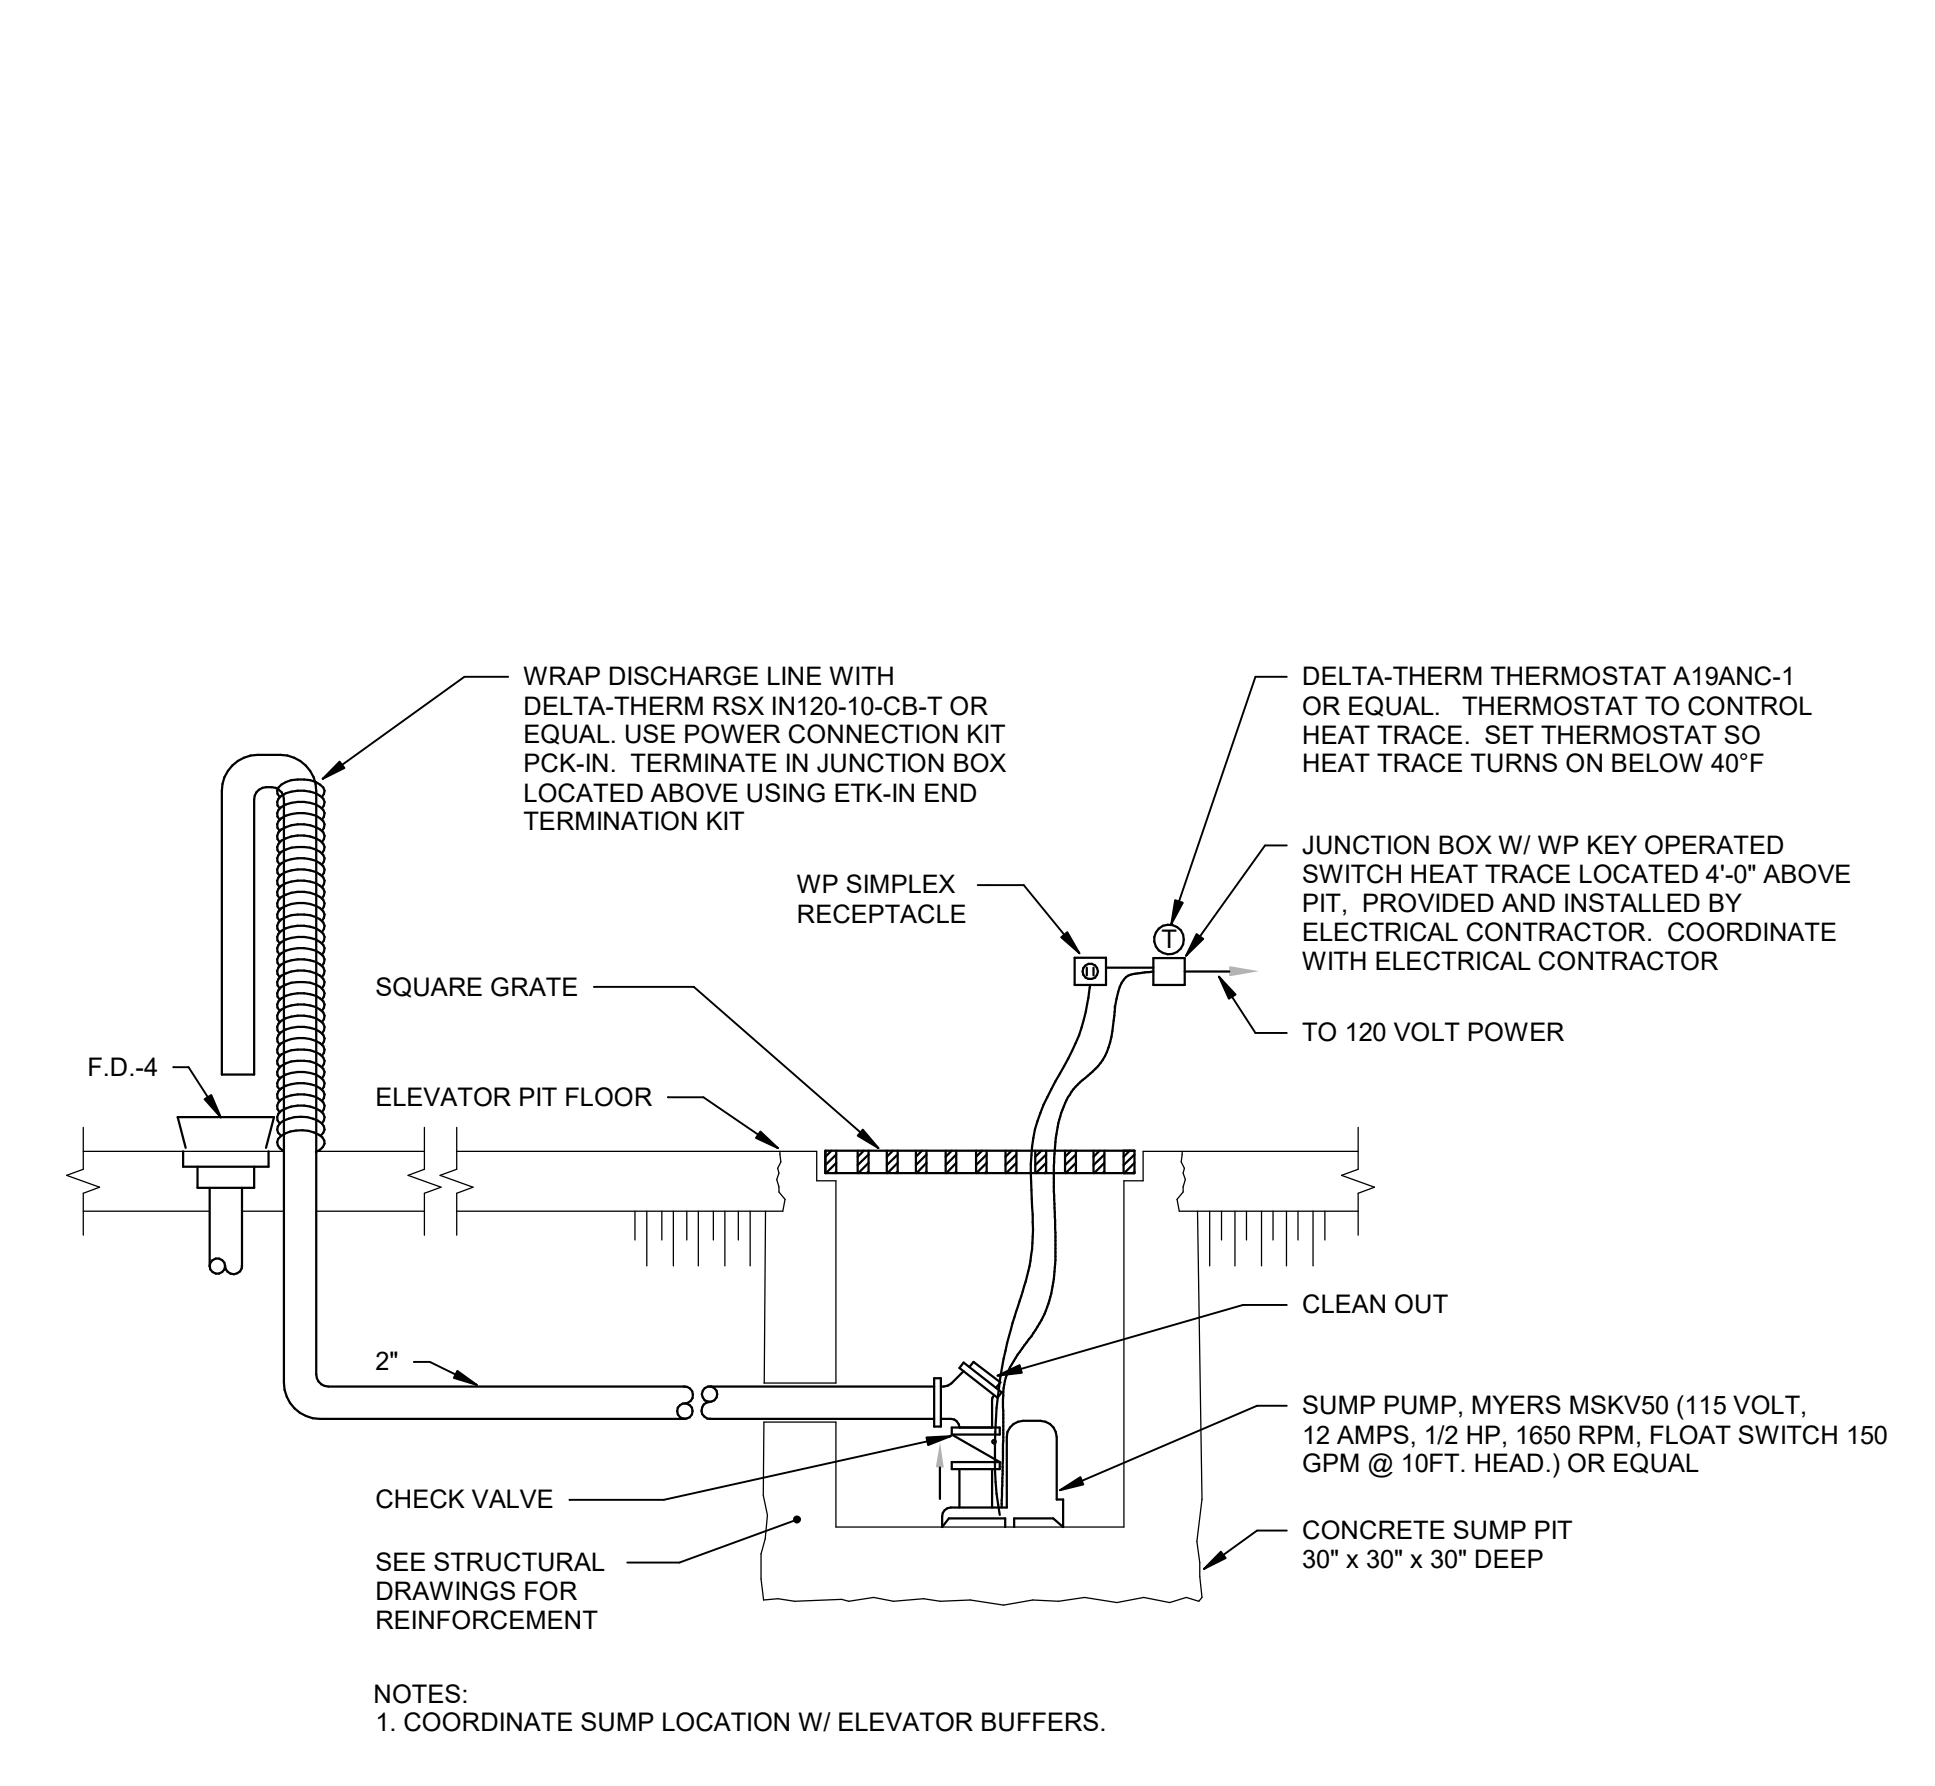 WRAP DISCHARGE LINE WITH
DELTA-THERM RSX IN120-10-CB-T OR
EQUAL. USE POWER CONNECTION KIT
PCK-IN.  TERMINATE IN JUNCTION BOX
LOCATED ABOVE USING ETK-IN END
TERMINATION KIT
DELTA-THERM THERMOSTAT A19ANC-1
OR EQUAL.   THERMOSTAT TO CONTROL
HEAT TRACE.  SET THERMOSTAT SO
HEAT TRACE TURNS ON BELOW 40°F
JUNCTION BOX W/ WP KEY OPERATED
SWITCH HEAT TRACE LOCATED 4'-0" ABOVE
PIT,  PROVIDED AND INSTALLED BY
ELECTRICAL CONTRACTOR.  COORDINATE
WITH ELECTRICAL CONTRACTOR
WP SIMPLEX
RECEPTACLE
T
SQUARE GRATE
TO 120 VOLT POWER
F.D.-4
ELEVATOR PIT FLOOR
CLEAN OUT
2"
SUMP PUMP, MYERS MSKV50 (115 VOLT,
12 AMPS, 1/2 HP, 1650 RPM, FLOAT SWITCH 150
GPM @ 10FT. HEAD.) OR EQUAL
CHECK VALVE
CONCRETE SUMP PIT
30" x 30" x 30" DEEP
SEE STRUCTURAL
DRAWINGS FOR
REINFORCEMENT
NOTES:
1. COORDINATE SUMP LOCATION W/ ELEVATOR BUFFERS.